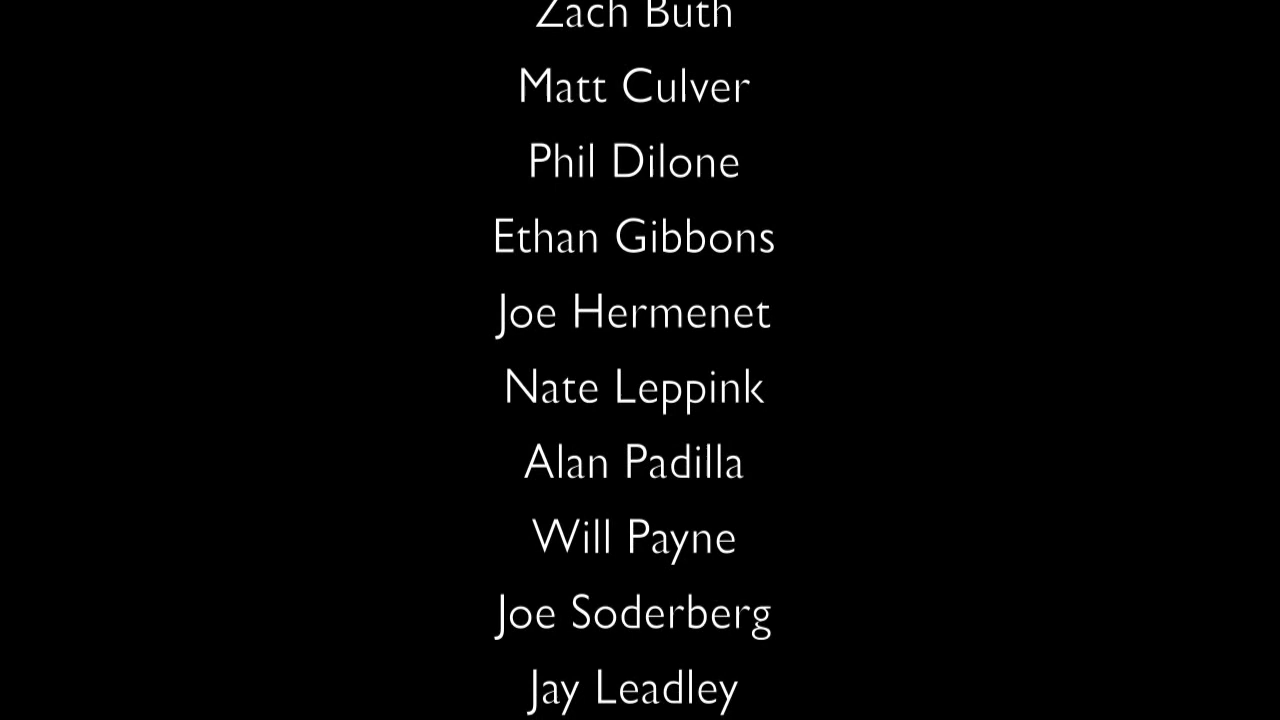 Zach Buth
Matt Culver
Phil Dilone
Ethan Gibbons
Joe Hermenet
Nate Leppink
Alan Padilla
Will Payne
Joe Soderberg
Jay Leadley